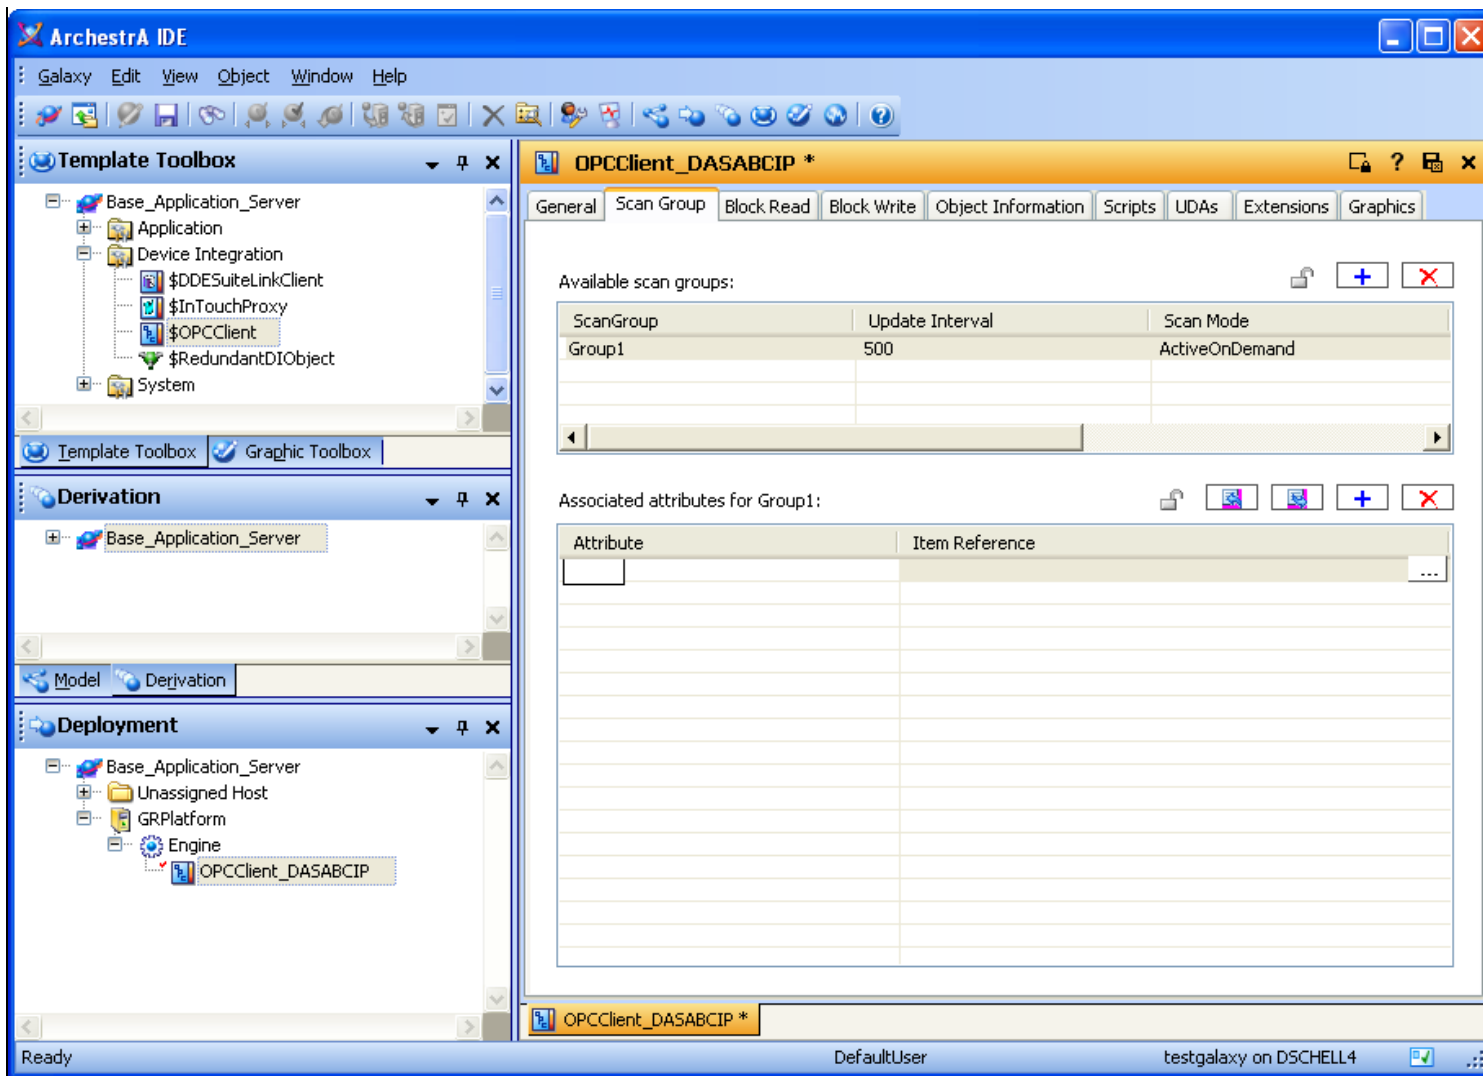 ArchestrA IDE
Galaxy Edit View Object Window Help
Template Toolbox
Base_Application_Server
Application
Device Integration
$DDESuiteLinkClient
$InTouchProxy
$OPCClient
$RedundantDIObject
System
Template Toolbox Graphic Toolbox
Derivation
Base_Application_Server
Model Derivation
Deployment
Base_Application_Server
Unassigned Host
GRPlatform
Engine
OPCClient_DASABCIP
OPCClient_DASABCIP *
General Scan Group Block Read Block Write Object Information Scripts UDAs Extensions Graphics
Available scan groups:
ScanGroup Update Interval Scan Mode
Group1 500 ActiveOnDemand
Associated attributes for Group1:
Attribute Item Reference
...
OPCClient_DASABCIP *
Ready DefaultUser testgalaxy on DSCHELL4